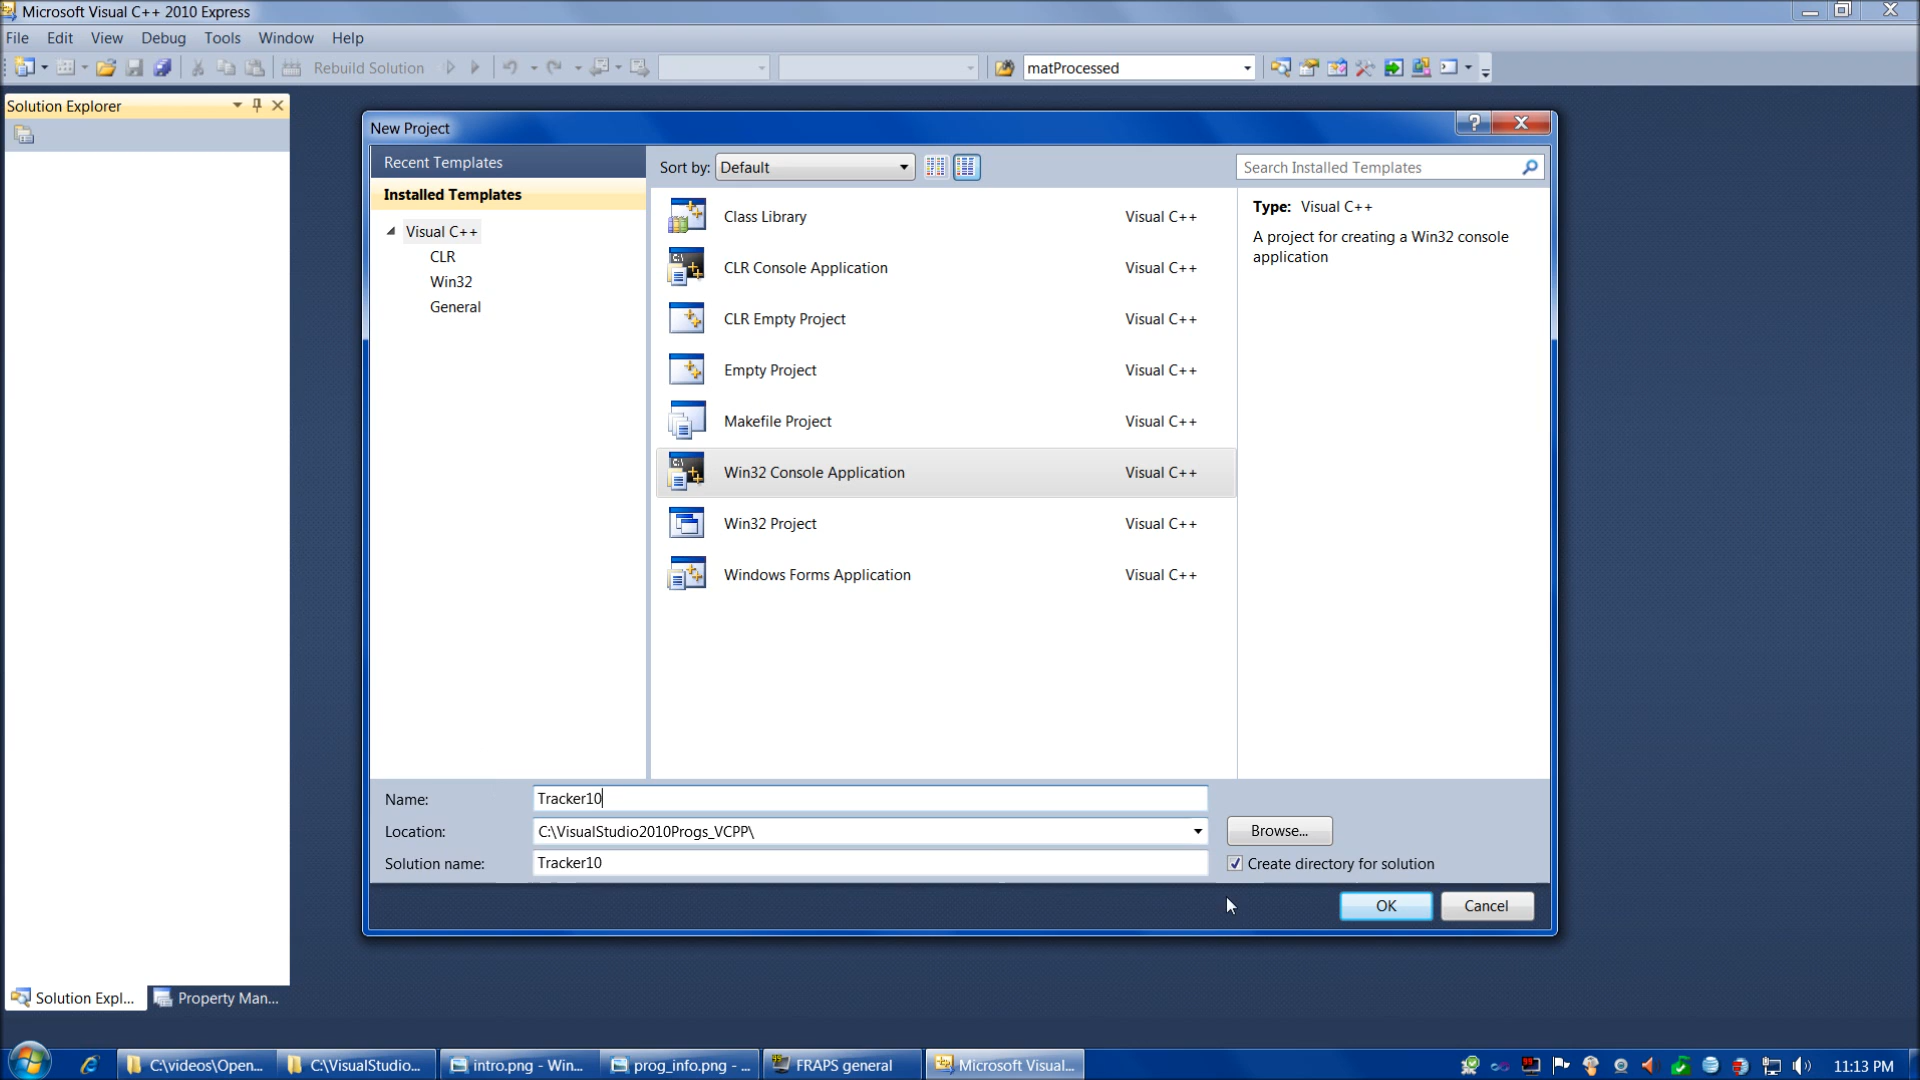 Microsoft Visual C++ 2010 Express
File Edit View Debug Tools Window Help
Rebuild Solution matProcessed
Solution Explorer
New Project
Recent Templates
Installed Templates
Visual C++
CLR
Win32
General
Sort by: Default
Search Installed Templates
Class Library Visual C++
CLR Console Application Visual C++
CLR Empty Project Visual C++
Empty Project Visual C++
Makefile Project Visual C++
Win32 Console Application Visual C++
Win32 Project Visual C++
Windows Forms Application Visual C++
Type: Visual C++
A project for creating a Win32 console
application
Name: Tracker10
Location: C:\VisualStudio2010Progs_VCPP\
Browse...
Solution name: Tracker10
Create directory for solution
OK Cancel
Solution Expl... Property Man...
C:\videos\Open... C:\VisualStudio... intro.png - Win... prog_info.png - ... FRAPS general Microsoft Visual... 11:13 PM